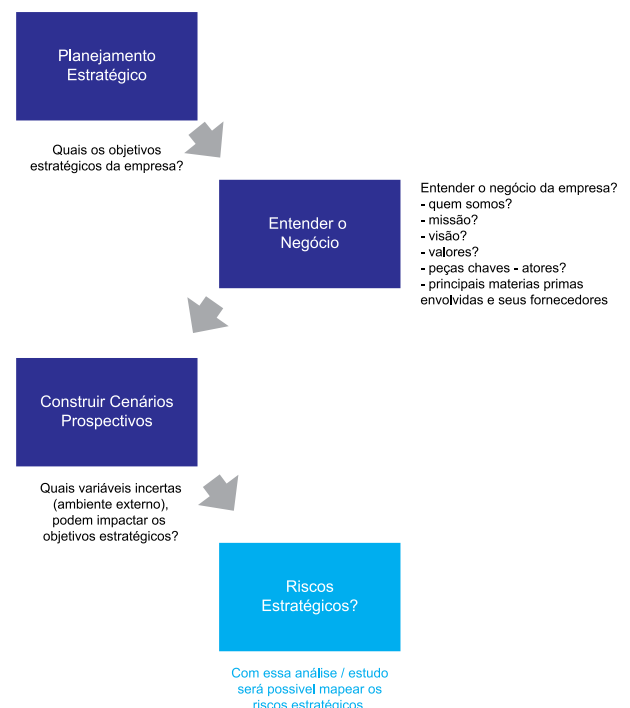 Planejamento
Estratégico
Quais os objetivos
estratégicos da empresa?
Entender o
Negócio
Entender o negócio da empresa?
- quem somos?
- missão?
- visão?
- valores?
- peças chaves - atores?
- principais materias primas
envolvidas e seus fornecedores
Construir Cenários
Prospectivos
Quais variáveis incertas
(ambiente externo),
podem impactar os
objetivos estratégicos?
Riscos
Estratégicos?
Com essa análise / estudo
será possivel mapear os
riscos estratégicos